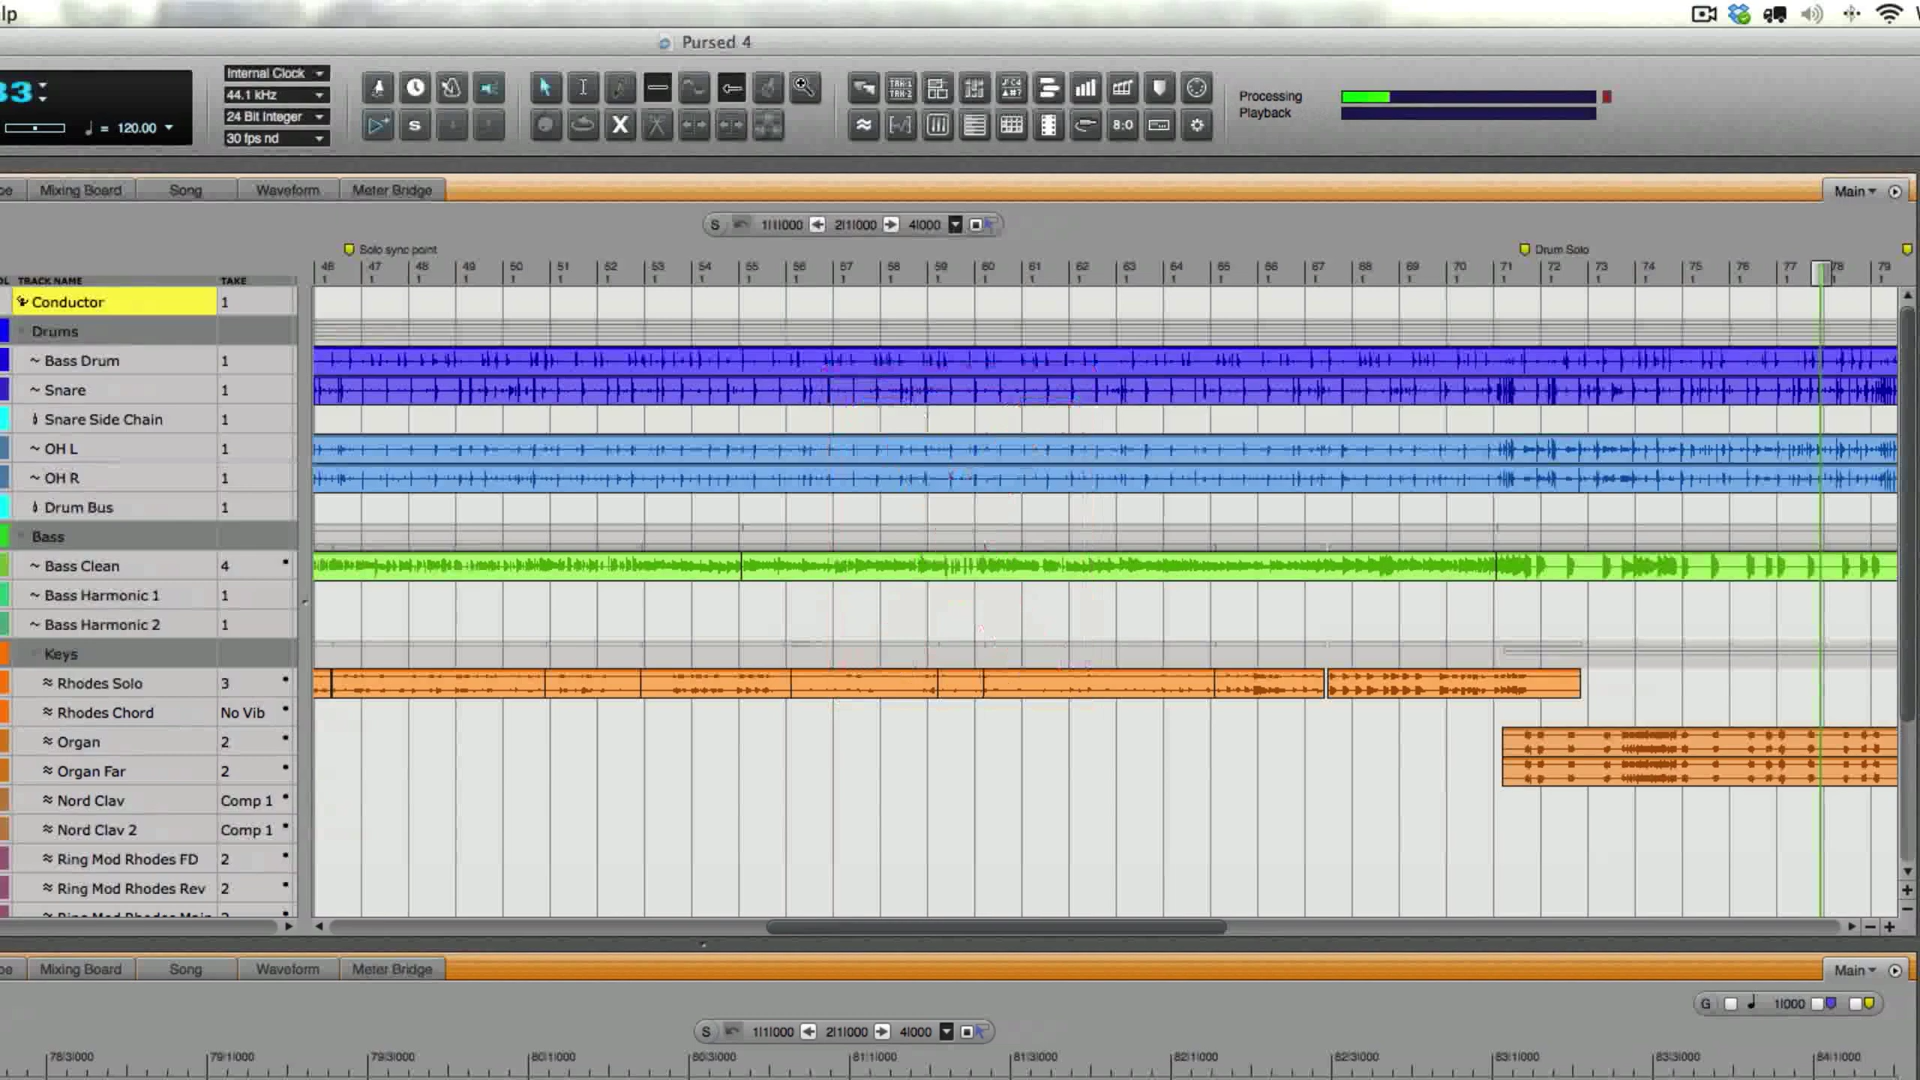 lp
Pursed 4
33
= 120.00
Internal Clock
44.1 kHz
24 Bit Integer
30 fps nd
S
X
8:0
Processing
Playback
Mixing Board Song Waveform Meter Bridge Main
S 1|1|000 2|1|000 4|000
Solo sync point Drum Solo
46 47 48 49 50 51 52 53 54 55 56 57 58 59 60 61 62 63 64 65 66 67 68 69 70 71 72 73 74 75 76 77 78 79
TRACK NAME TAKE
Conductor 1
Drums
Bass Drum 1
Snare 1
Snare Side Chain 1
OH L 1
OH R 1
Drum Bus 1
Bass
Bass Clean 4
Bass Harmonic 1 1
Bass Harmonic 2 1
Keys
Rhodes Solo 3
Rhodes Chord No Vib
Organ 2
Organ Far 2
Nord Clav Comp 1
Nord Clav 2 Comp 1
Ring Mod Rhodes FD 2
Ring Mod Rhodes Rev 2
Ring Mod Rhodes Main 2
Mixing Board Song Waveform Meter Bridge Main
G 1|000
S 1|1|000 2|1|000 4|000
78|3|000 79|1|000 79|3|000 80|1|000 80|3|000 81|1|000 81|3|000 82|1|000 82|3|000 83|1|000 83|3|000 84|1|000